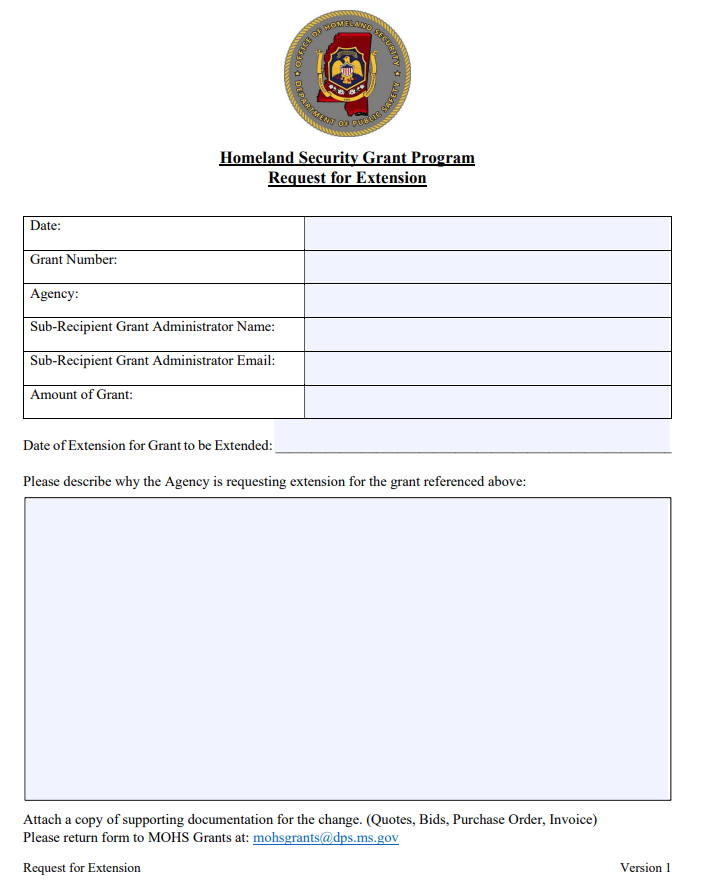 OFFICE OF HOMELAND SECURITY
DEPARTMENT OF PUBLIC SAFETY
Homeland Security Grant Program
Request for Extension
Date:
Grant Number:
Agency:
Sub-Recipient Grant Administrator Name:
Sub-Recipient Grant Administrator Email:
Amount of Grant:
Date of Extension for Grant to be Extended:
Please describe why the Agency is requesting extension for the grant referenced above:
Attach a copy of supporting documentation for the change. (Quotes, Bids, Purchase Order, Invoice)
Please return form to MOHS Grants at: mohsgrants@dps.ms.gov
Request for Extension Version 1